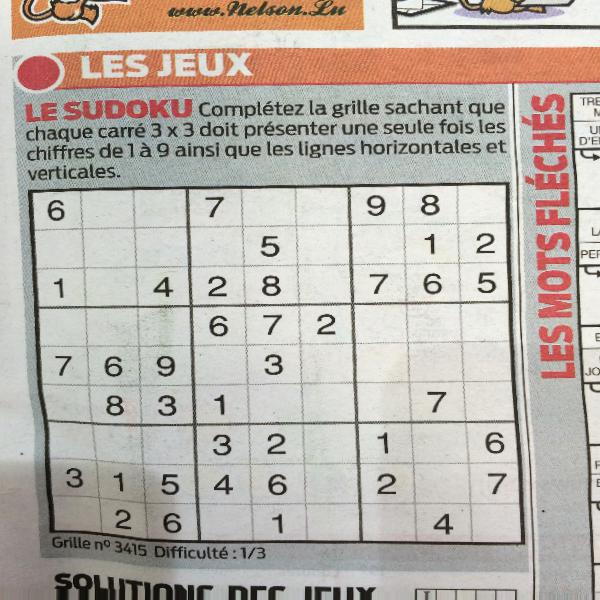 www.Nelson.Lu
LES JEUX
LE SUDOKU Complétez la grille sachant que
chaque carré 3 x 3 doit présenter une seule fois les
chiffres de 1 à 9 ainsi que les lignes horizontales et
verticales.
6 7 9 8
5 1 2
1 4 2 8 7 6 5
6 7 2
7 6 9 3
8 3 1 7
3 2 1 6
3 1 5 4 6 2 7
2 6 1 4
Grille nº 3415 Difficulté : 1/3
SOLUTIONS DES JEUX
LES MOTS FLÉCHÉS